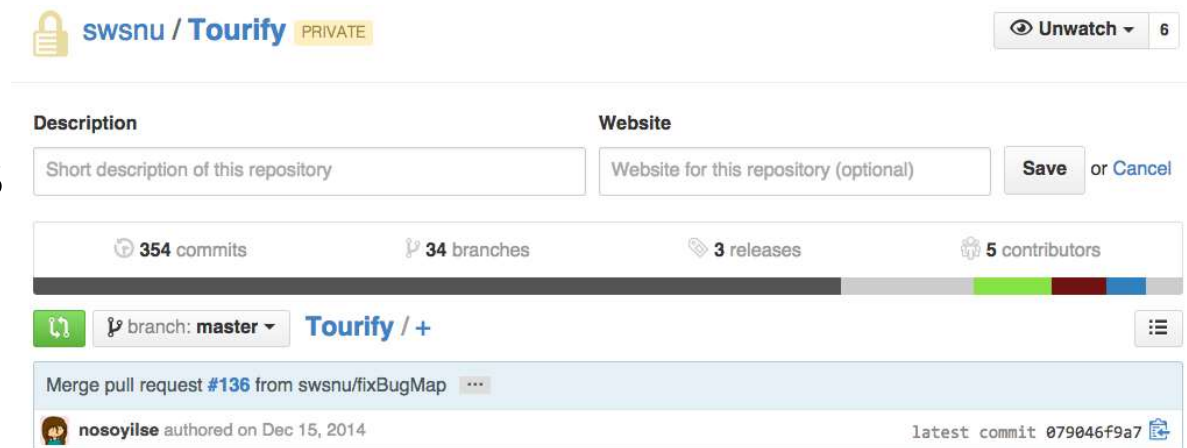 swsnu / Tourify PRIVATE
Unwatch 6
Description
Website
Short description of this repository
Website for this repository (optional)
Save or Cancel
354 commits
34 branches
3 releases
5 contributors
branch: master
Tourify / +
Merge pull request #136 from swsnu/fixBugMap ...
nosoyilse authored on Dec 15, 2014
latest commit 079046f9a7